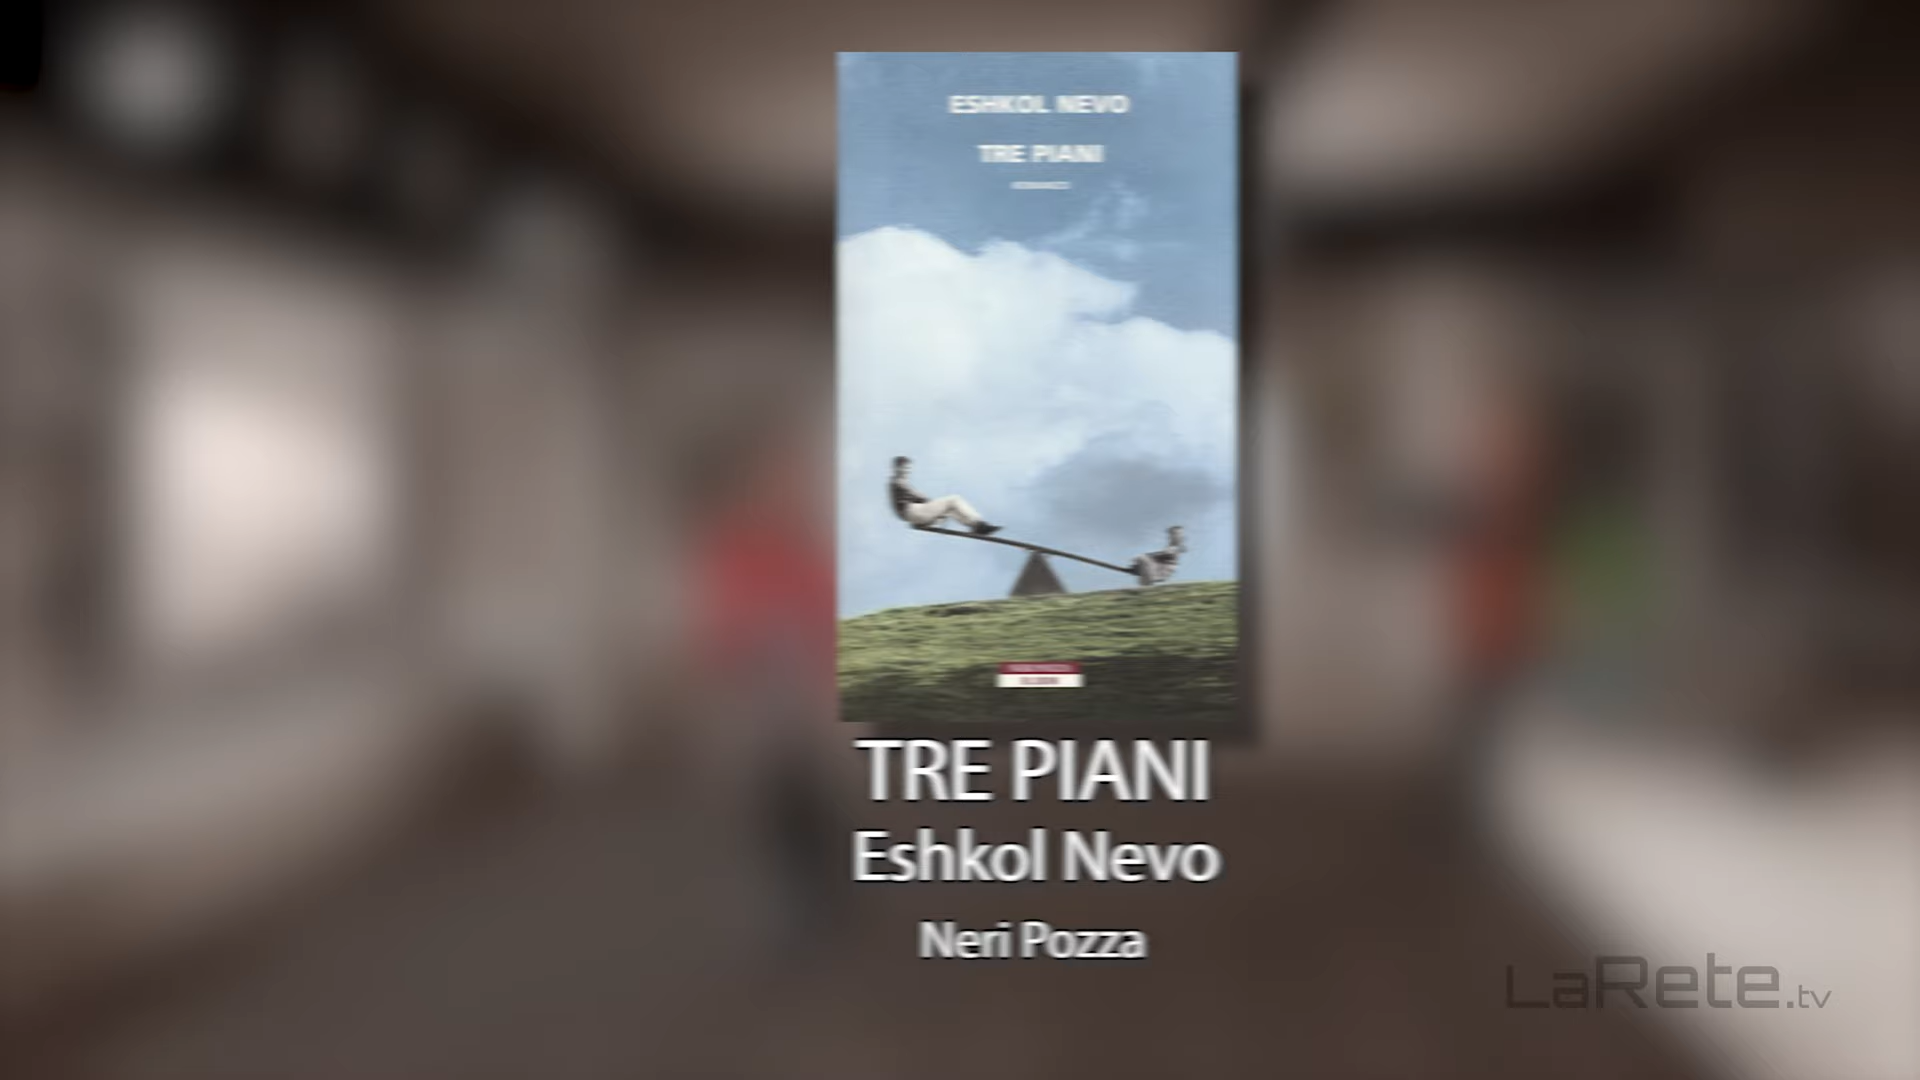 ESHKOL NEVO
TRE PIANI
TRE PIANI
Eshkol Nevo
Neri Pozza
LaRete.tv